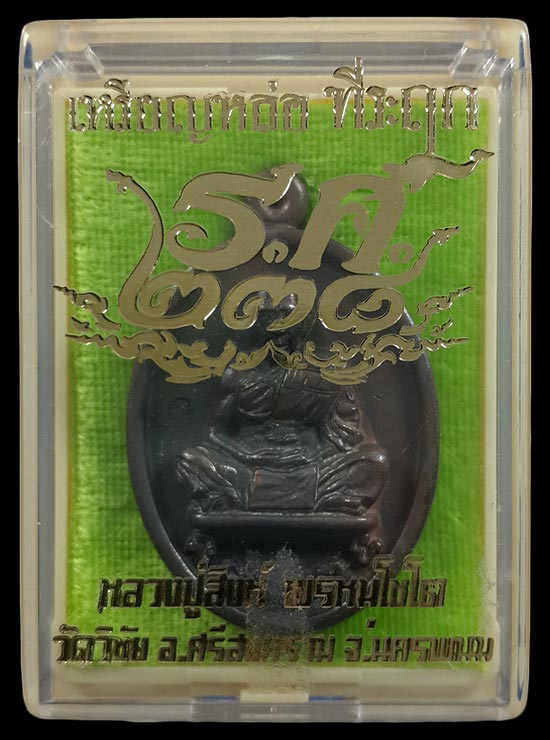 เหรียญหล่อ ที่ระฤก
ร.ศ.
๒๓๘
หลวงปู่สิงห์ พรหมโชโต
วัดวิชัย อ.ศรีสงคราม จ.นครพนม